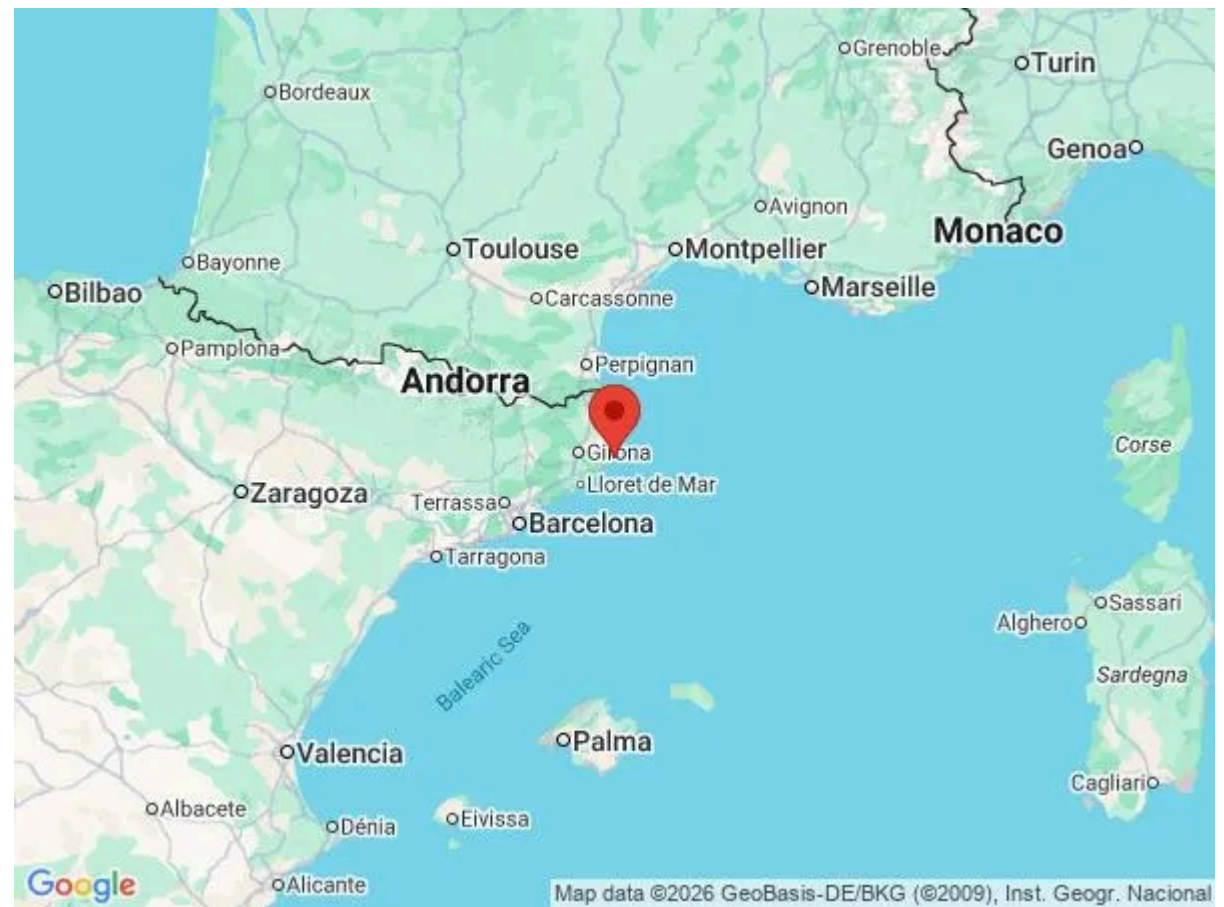 Grenoble
Turin
Bordeaux
Genoa
Avignon
Monaco
Toulouse
Montpellier
Bayonne
Marseille
Bilbao
Carcassonne
Pamplona
Perpignan
Andorra
Corse
Girona
Lloret de Mar
Zaragoza
Terrassa
Barcelona
Tarragona
Sassari
Alghero
Balearic Sea
Sardegna
Palma
Valencia
Cagliari
Albacete
Eivissa
Dénia
Alicante
Google
Map data ©2026 GeoBasis-DE/BKG (©2009), Inst. Geogr. Nacional